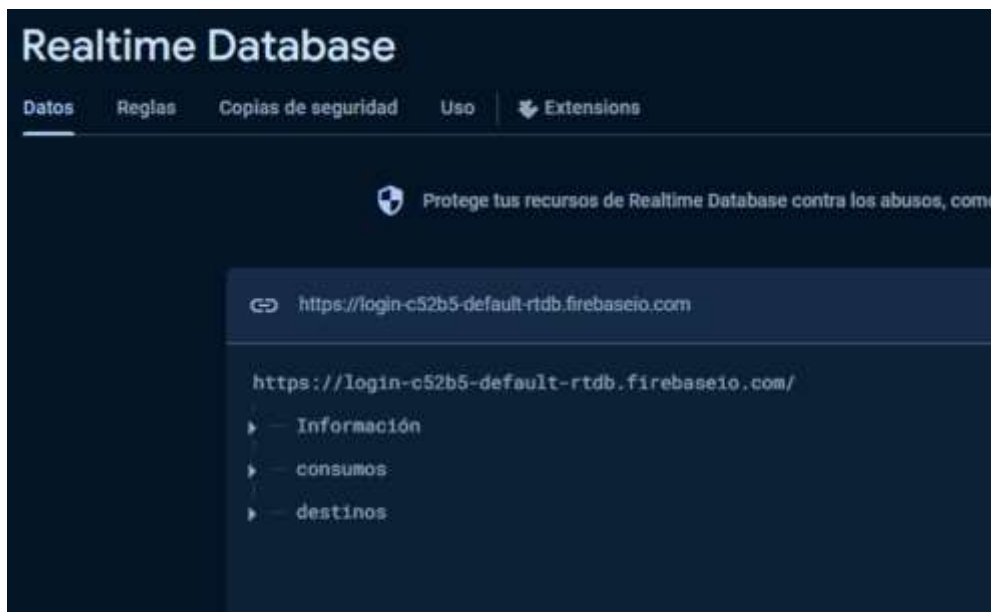 Realtime Database
Datos Reglas Copias de seguridad Uso Extensions
Protege tus recursos de Realtime Database contra los abusos, como
https://login-c52b5-default-rtdb.firebaseio.com
https://login-c52b5-default-rtdb.firebaseio.com/
Información
consumos
destinos